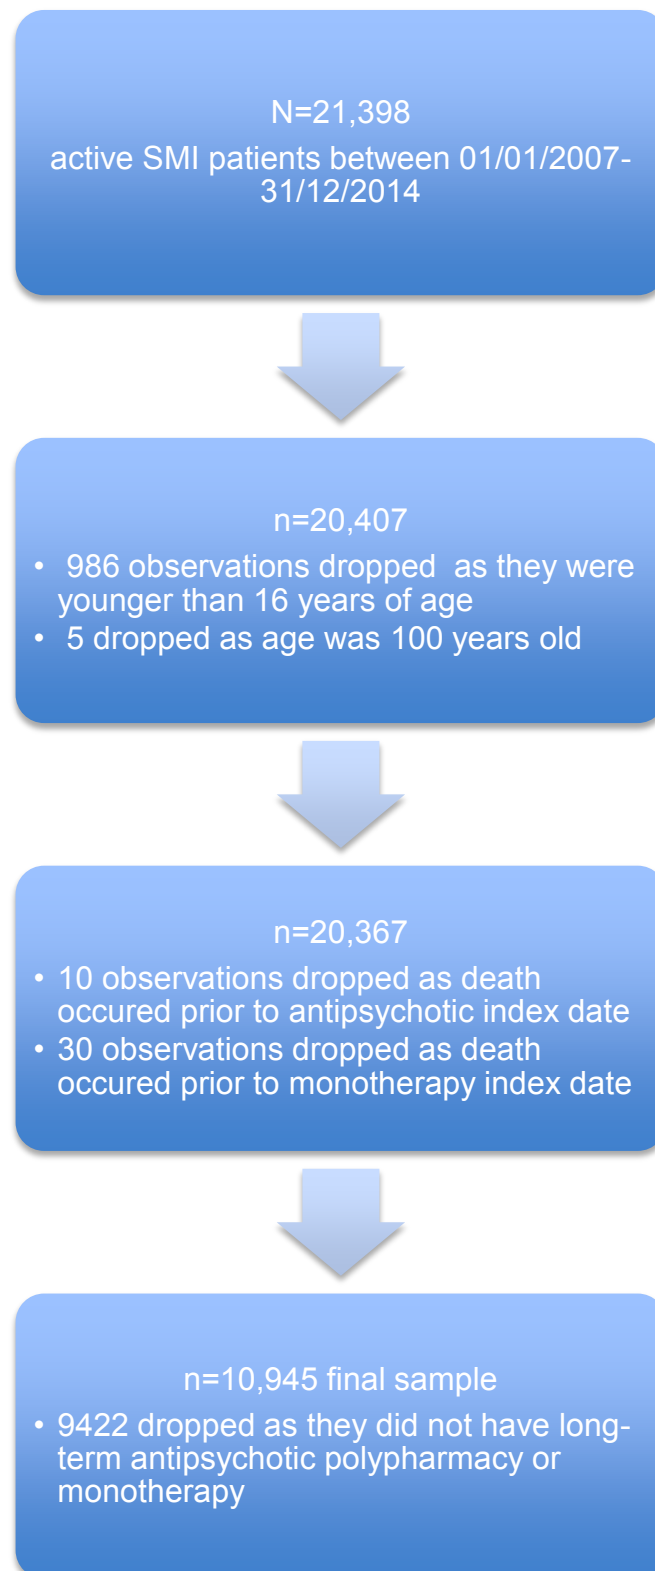 N=21,398
active SMI patients between 01/01/2007-
31/12/2014
n=20,407
• 986 observations dropped as they were
younger than 16 years of age
• 5 dropped as age was 100 years old
n=20,367
• 10 observations dropped as death
occured prior to antipsychotic index date
• 30 observations dropped as death
occured prior to monotherapy index date
n=10,945 final sample
• 9422 dropped as they did not have long-
term antipsychotic polypharmacy or
monotherapy